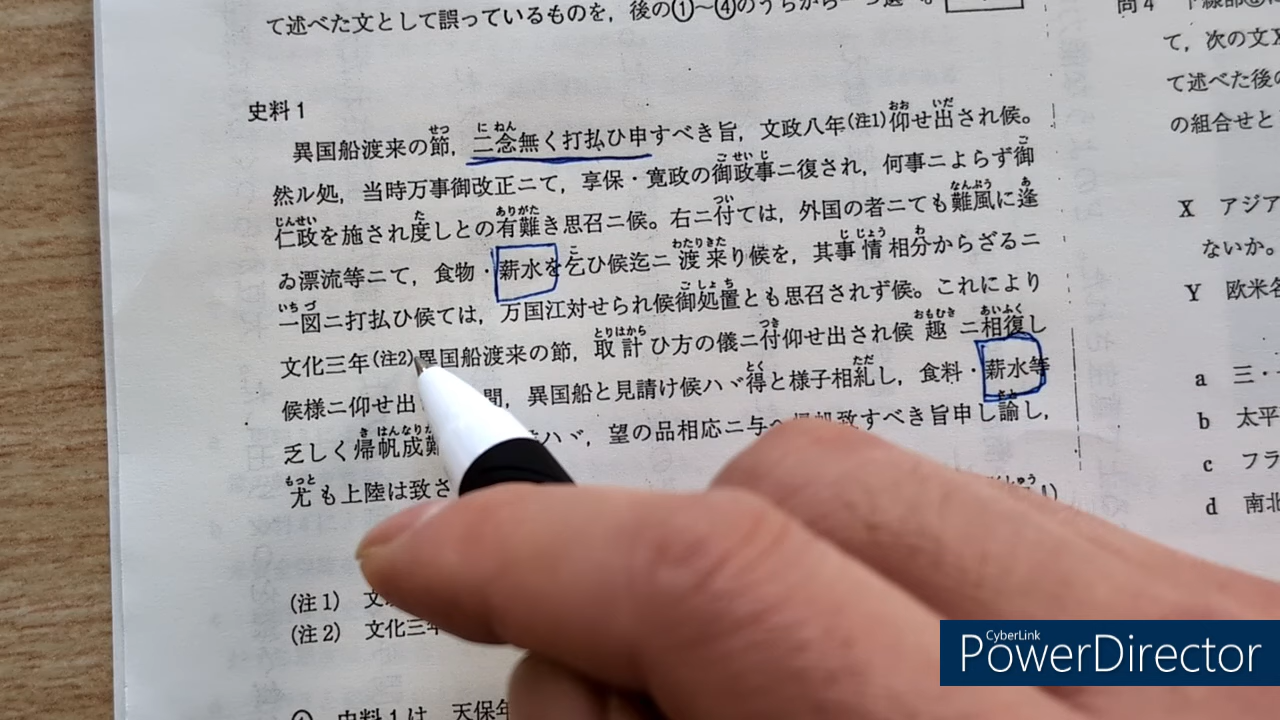 て述べた文として誤っているものを，後の①〜④のうちから一つ選
史料1
異国船渡来の節，二念無く打払ひ申すべき旨，文政八年(注1)仰せ出され候。
然ル処，当時万事御改正ニて，享保・寛政の御政事ニ復され，何事ニよらず御
仁政を施され度しとの有難き思召ニ候。右ニ付ては，外国の者ニても難風に逢
ゐ漂流等ニて，食物・薪水を乞ひ候迄ニ渡来り候を，其事情相分からざるニ
一図ニ打払ひ候ては，万国江対せられ候御処置とも思召されず候。これにより
文化三年(注2)異国船渡来の節，取計ひ方の儀ニ付仰せ出され候趣ニ相復し
候様ニ仰せ出 間，異国船と見請け候ハヾ得と様子相糺し，食料・薪水等
乏しく帰帆成難 ハヾ，望の品相応ニ与へ 帰帆致すべき旨申し諭し，
尤も上陸は致さ
(注1) 文
(注2) 文化三年
史料1は，天保年
問4 下線部
て，次の文X
て述べた後の
の組合せと
X アジア
ないか。
Y 欧米
a 三・
b 太平
c フラ
d 南北
CyberLink
PowerDirector